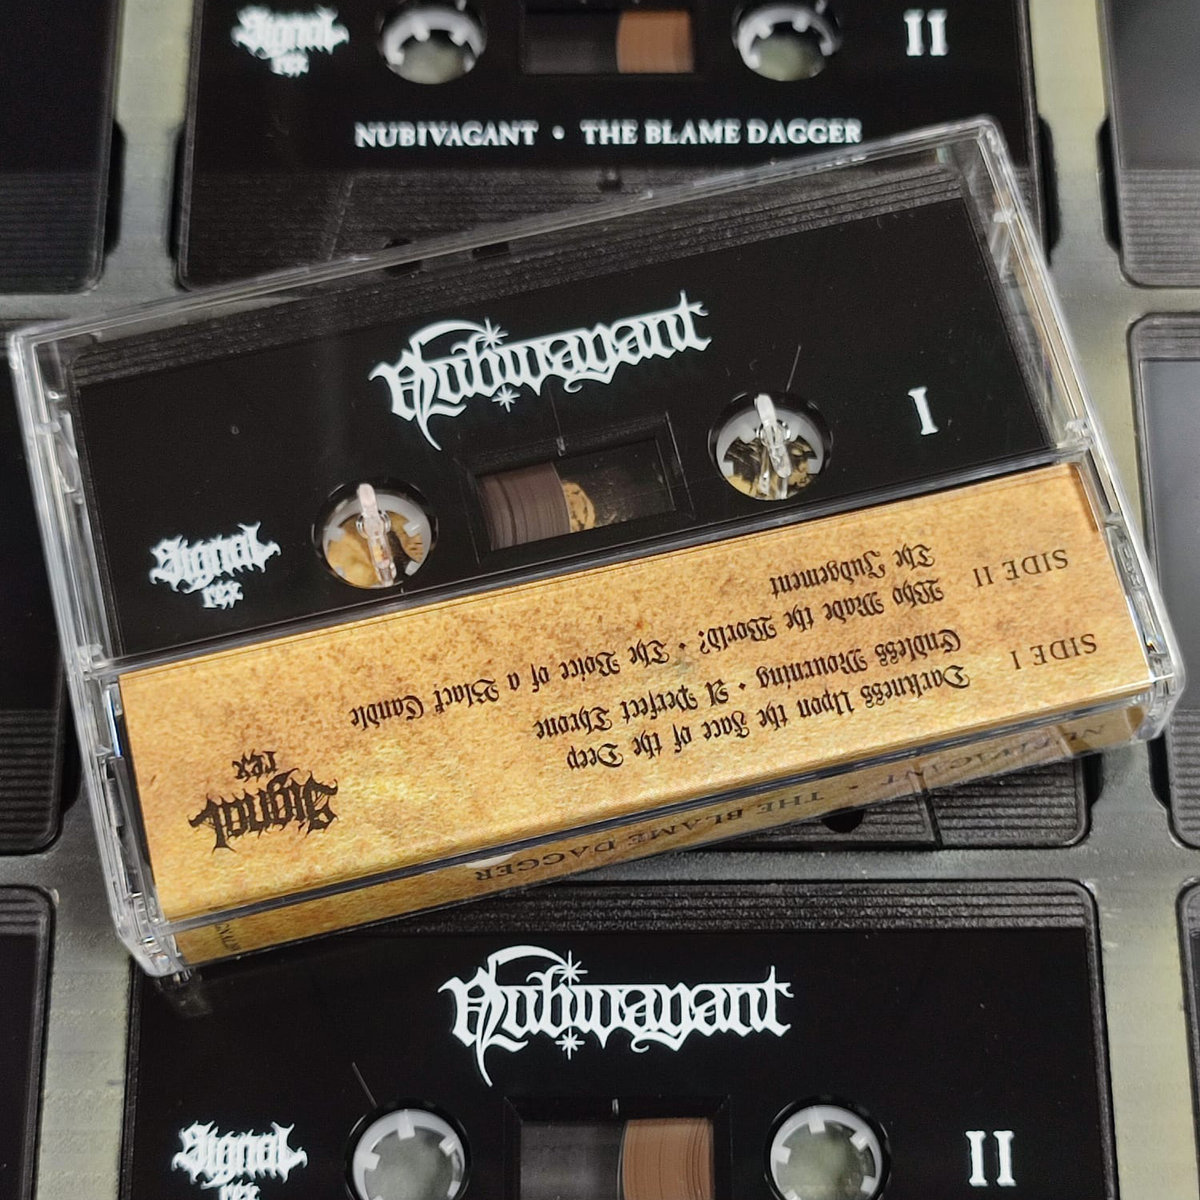 Signal
rex
II
NUBIVAGANT • THE BLAME DAGGER
Nubivagant
I
Signal
rex
SIDE I
Darkness Upon the Face of the Deep
Endless Mourning • A Perfect Throne
SIDE II
Who Made the World? • The Voice of a Black Candle
The Judgement
Signal
rex
NUBIVAGANT • THE BLAME DAGGER
Nubivagant
Signal
rex
II